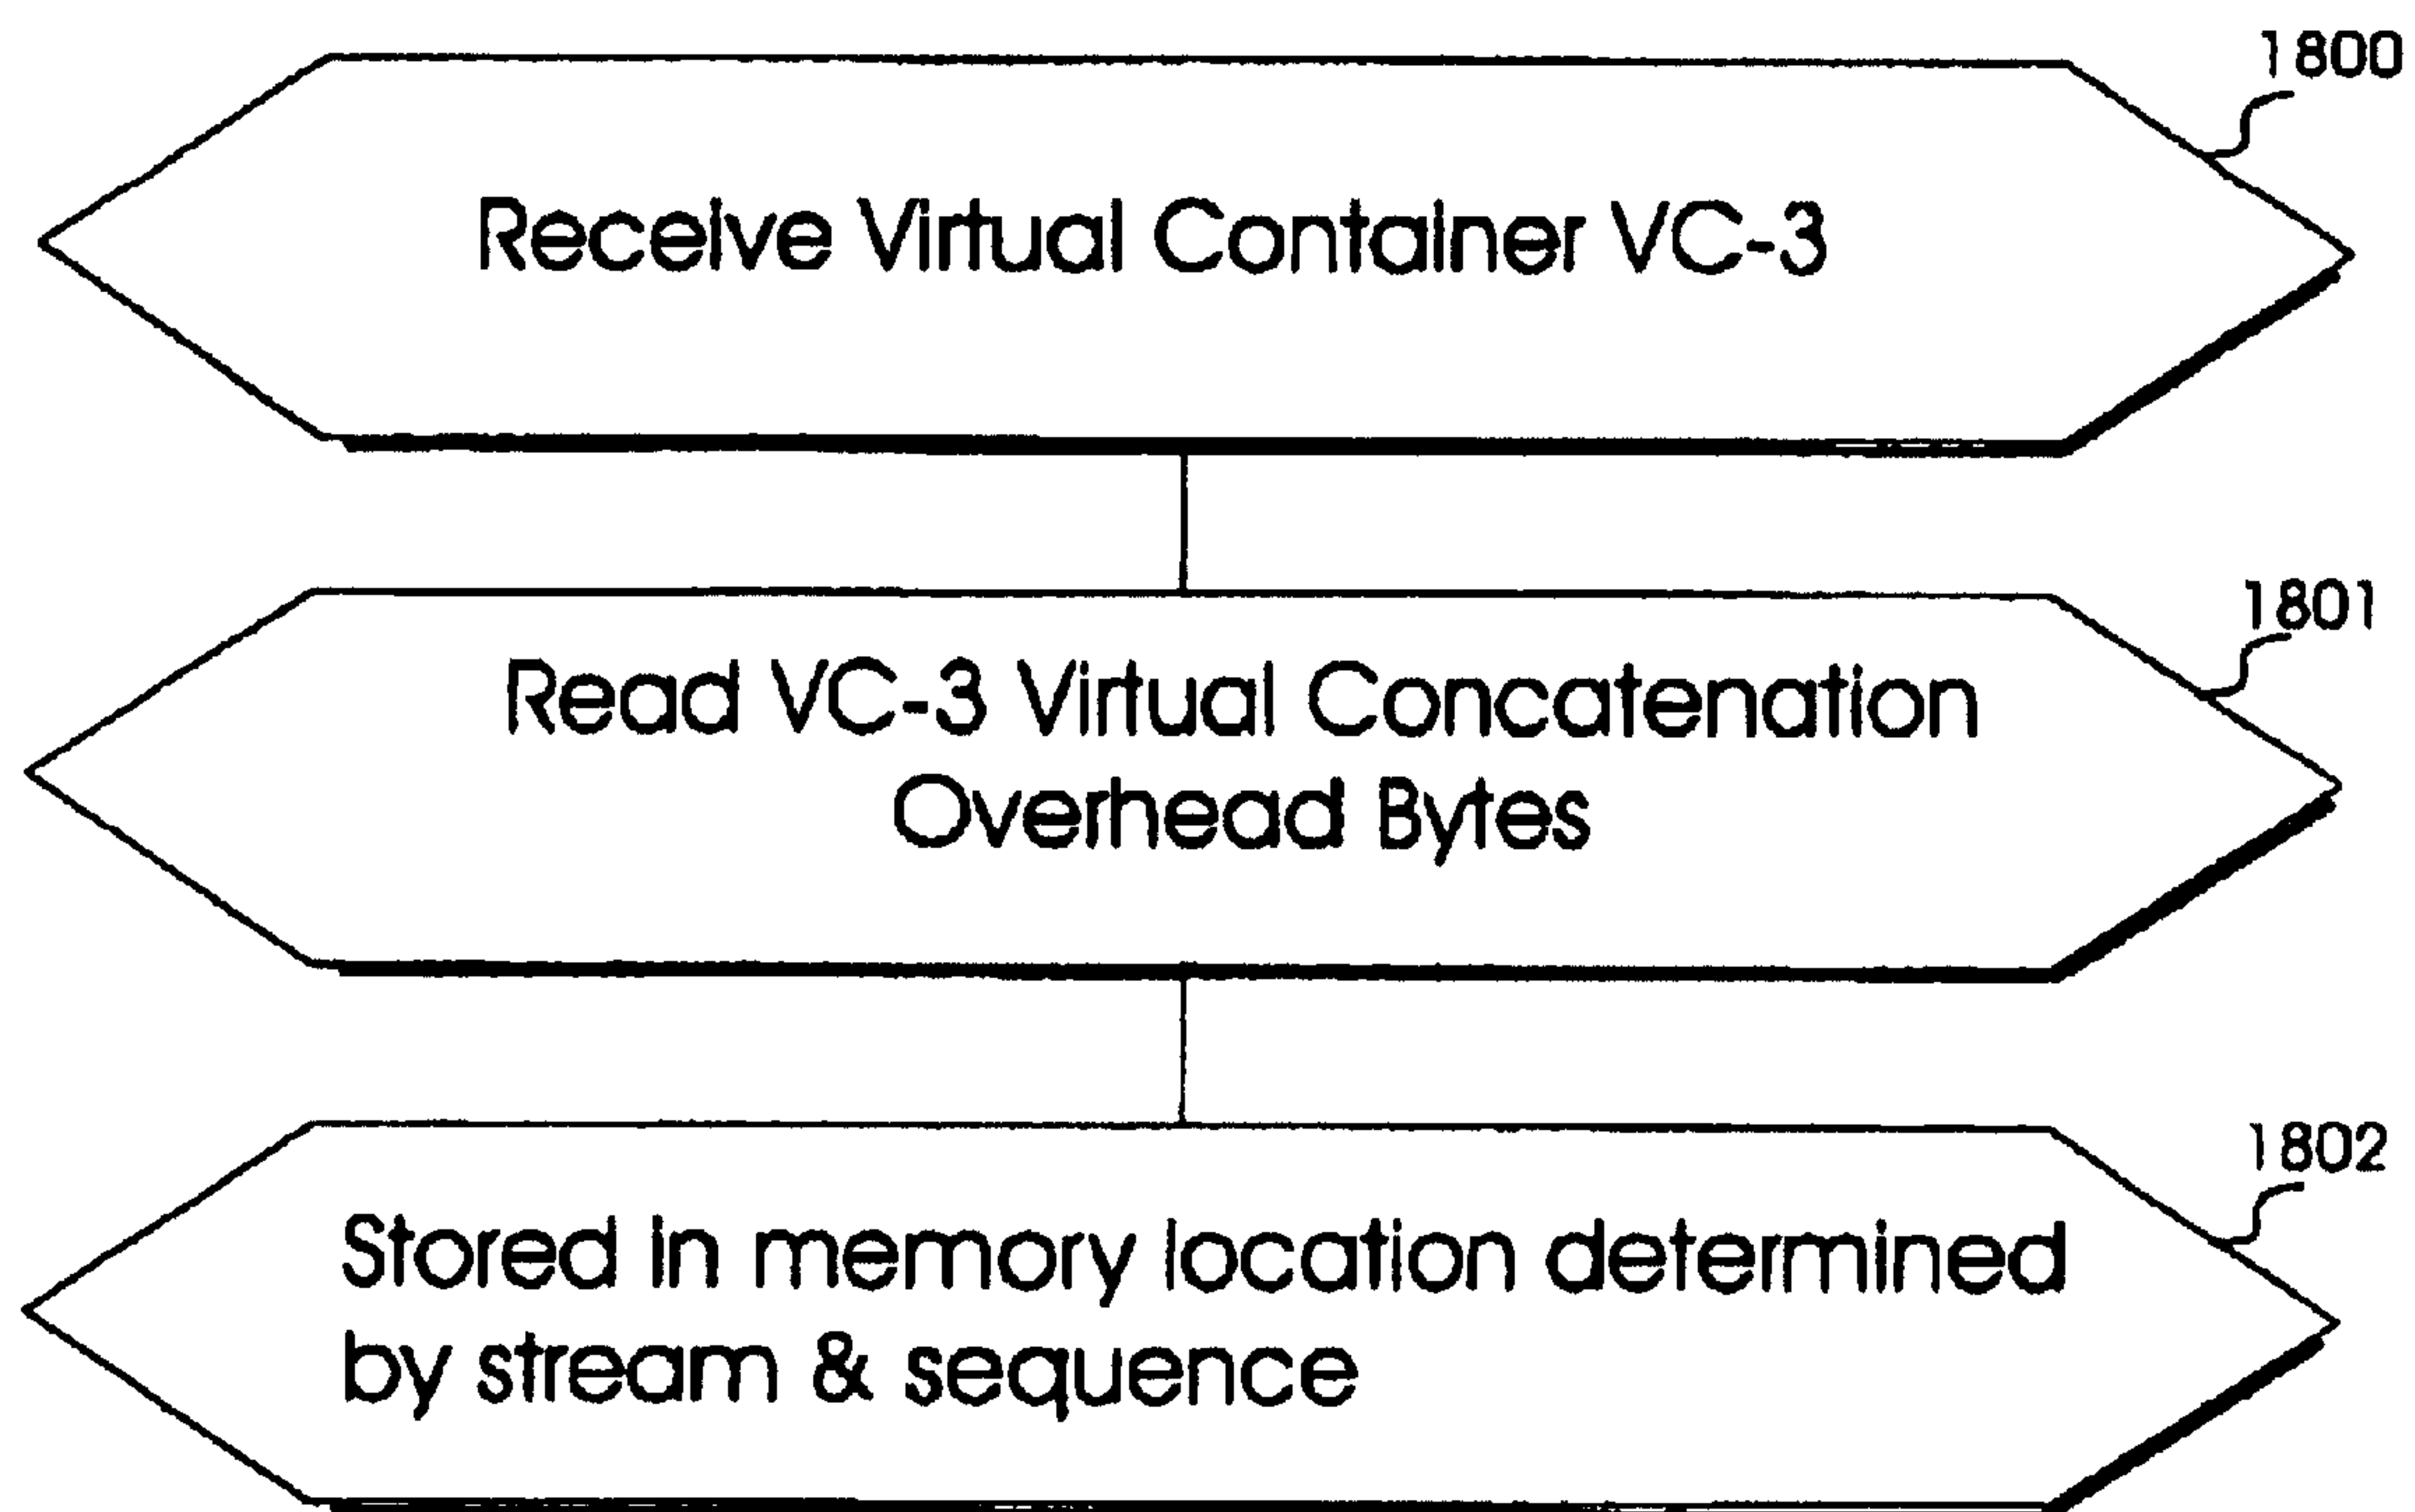 1800
Receive Virtual Container VC-3
1801
Read VC-3 Virtual Concatenation
Overhead Bytes
1802
Stored in memory location determined
by stream & sequence